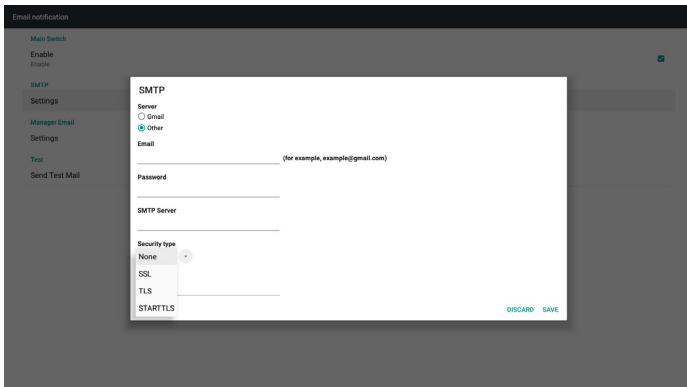 Email notification
Main Switch
Enable
Enable
SMTP
Settings
Manager Email
Settings
Test
Send Test Mail
SMTP
Server
Gmail
Other
Email
(for example, example@gmail.com)
Password
SMTP Server
Security type
None
SSL
TLS
STARTTLS
DISCARD SAVE